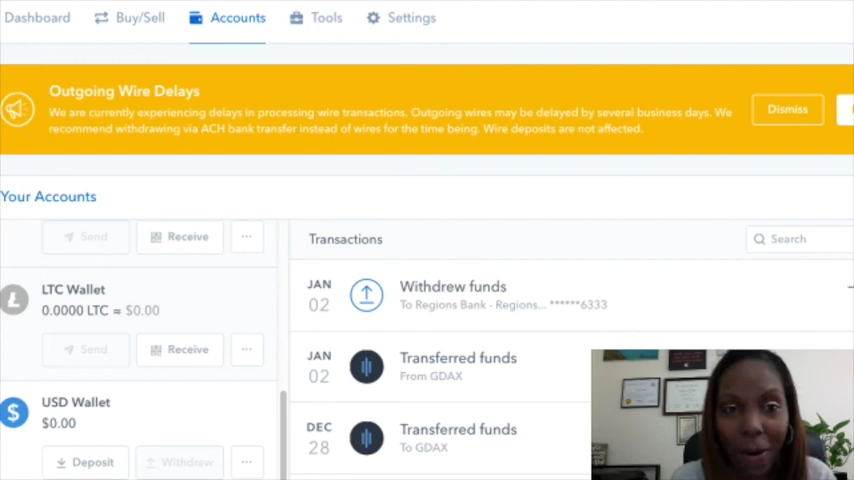 Dashboard Buy/Sell Accounts Tools Settings
Outgoing Wire Delays
We are currently experiencing delays in processing wire transactions. Outgoing wires may be delayed by several business days. We
recommend withdrawing via ACH bank transfer instead of wires for the time being. Wire deposits are not affected.
Dismiss
Your Accounts
Send Receive ...
LTC Wallet
0.0000 LTC ≈ $0.00
Send Receive ...
USD Wallet
$0.00
Deposit Withdraw ...
Transactions
Search
JAN
02
Withdrew funds
To Regions Bank - Regions... ******6333
JAN
02
Transferred funds
From GDAX
DEC
28
Transferred funds
To GDAX